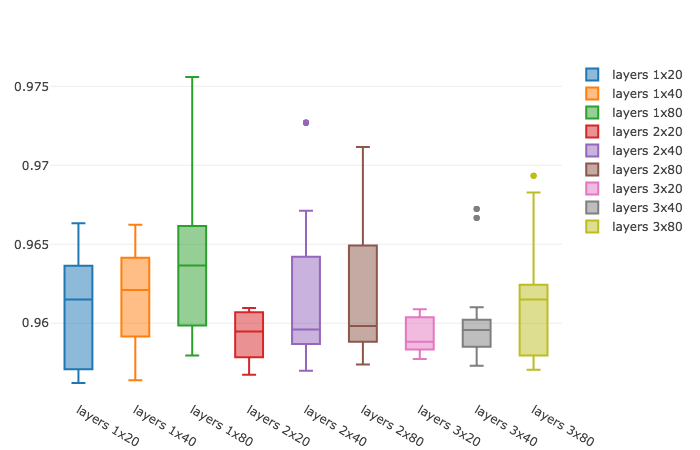 0.975
0.97
0.965
0.96
layers 1x20
layers 1x40
layers 1x80
layers 2x20
layers 2x40
layers 2x80
layers 3x20
layers 3x40
layers 3x80
layers 1x20
layers 1x40
layers 1x80
layers 2x20
layers 2x40
layers 2x80
layers 3x20
layers 3x40
layers 3x80